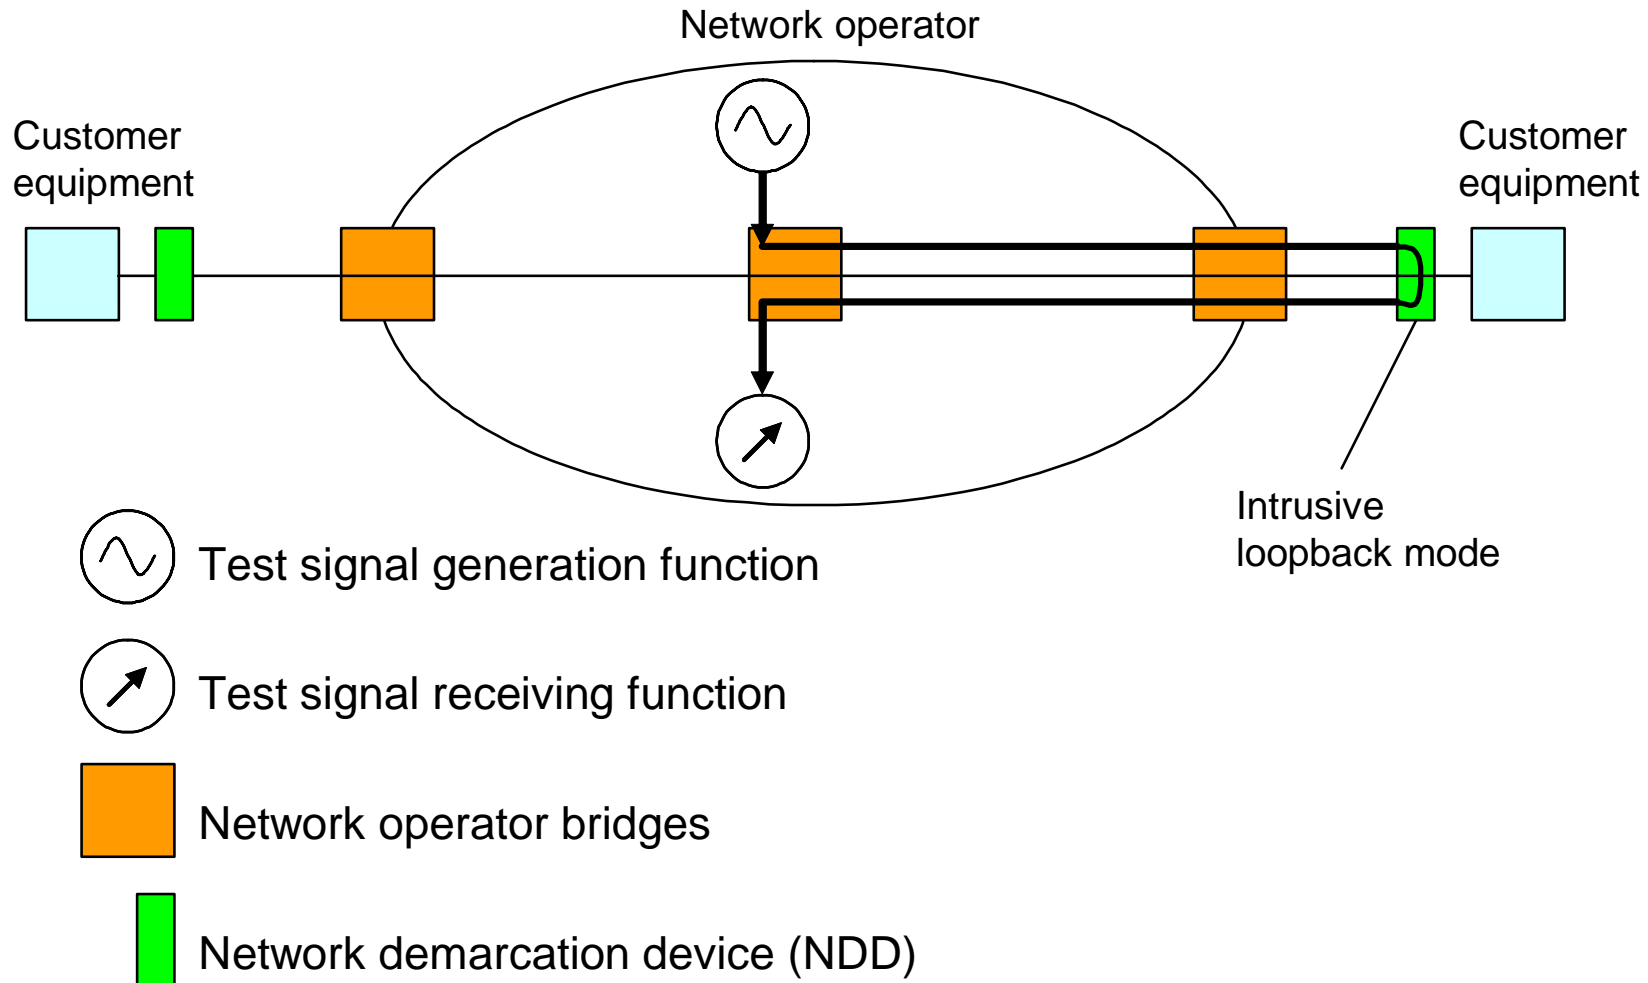 Network operator
Customer
equipment
Customer
equipment
Intrusive
loopback mode
Test signal generation function
Test signal receiving function
Network operator bridges
Network demarcation device (NDD)